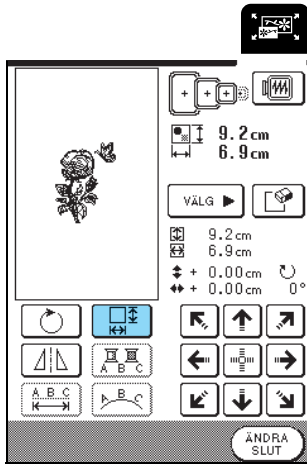 9.2cm
6.9cm
VÄLG
9.2cm
6.9cm
+ 0.00cm
+ 0.00cm 0°
A B C
A B C
A B C
ÄNDRA
SLUT